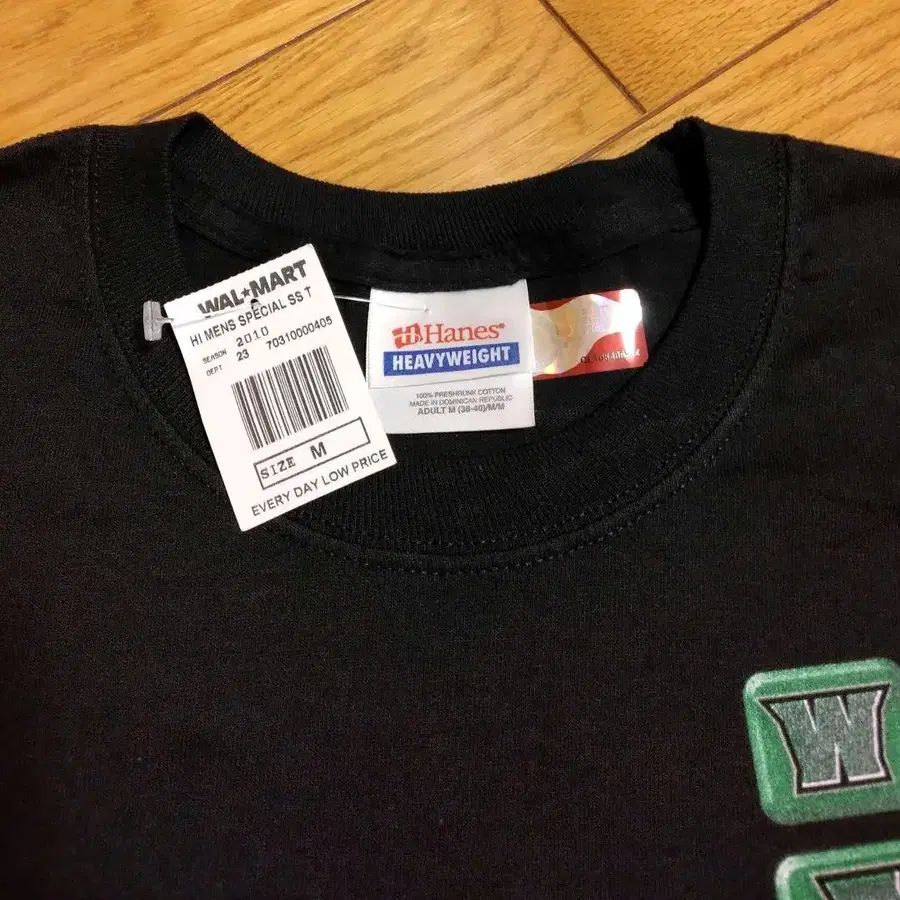 WAL★MART
HI MENS SPECIAL SS T
SEASON 2010
DEPT. 23 70310000405
SIZE M
EVERY DAY LOW PRICE
Hanes®
HEAVYWEIGHT
100% PRESHRUNK COTTON
MADE IN DOMINICAN REPUBLIC
ADULT M (38-40)/M/M
W